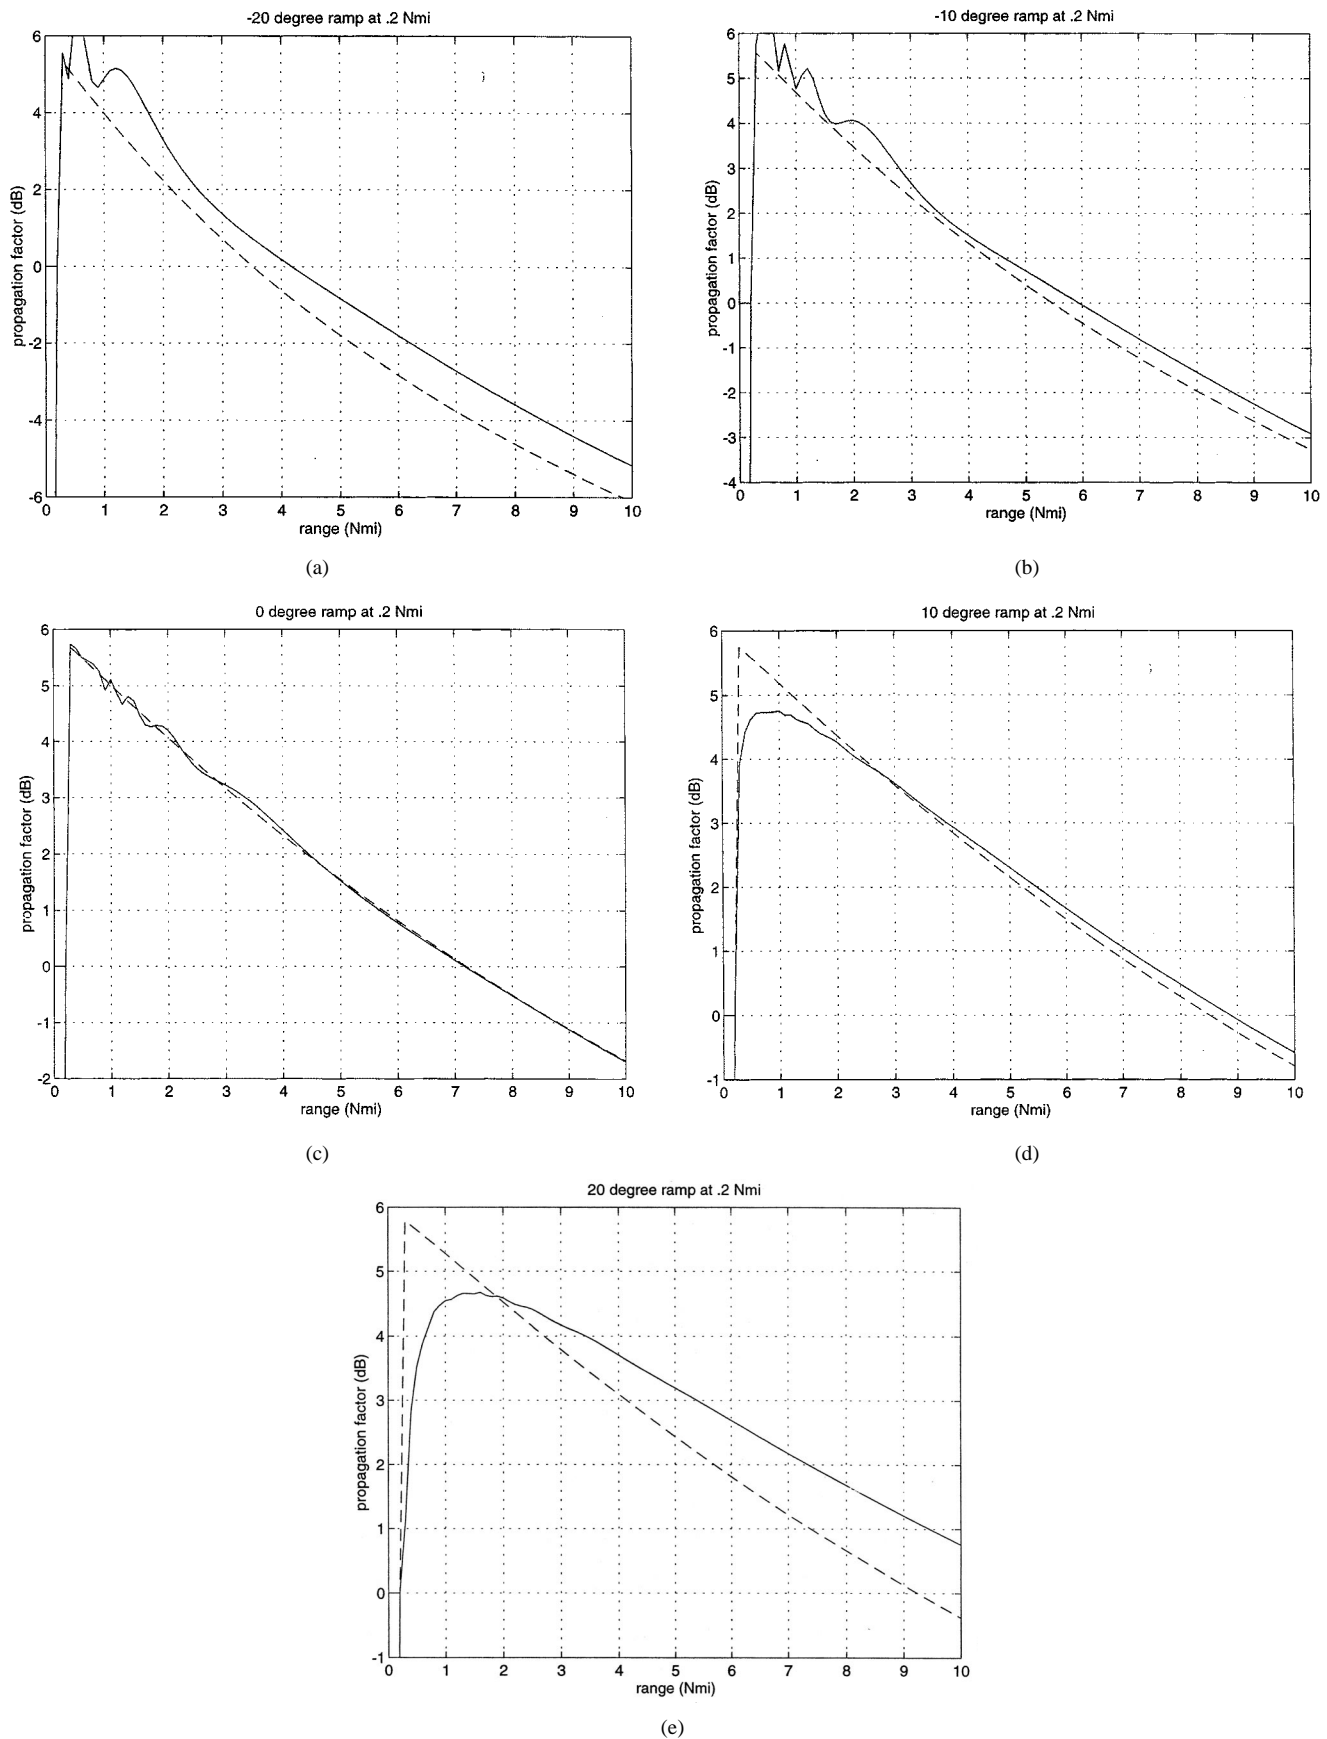 -20 degree ramp at .2 Nmi
6
4
2
0
-2
-4
-6
propagation factor (dB)
0 1 2 3 4 5 6 7 8 9 10
range (Nmi)
(a)
-10 degree ramp at .2 Nmi
6
5
4
3
2
1
0
-1
-2
-3
-4
propagation factor (dB)
0 1 2 3 4 5 6 7 8 9 10
range (Nmi)
(b)
0 degree ramp at .2 Nmi
6
5
4
3
2
1
0
-1
-2
propagation factor (dB)
0 1 2 3 4 5 6 7 8 9 10
range (Nmi)
(c)
10 degree ramp at .2 Nmi
6
5
4
3
2
1
0
-1
propagation factor (dB)
0 1 2 3 4 5 6 7 8 9 10
range (Nmi)
(d)
20 degree ramp at .2 Nmi
6
5
4
3
2
1
0
-1
propagation factor (dB)
0 1 2 3 4 5 6 7 8 9 10
range (Nmi)
(e)